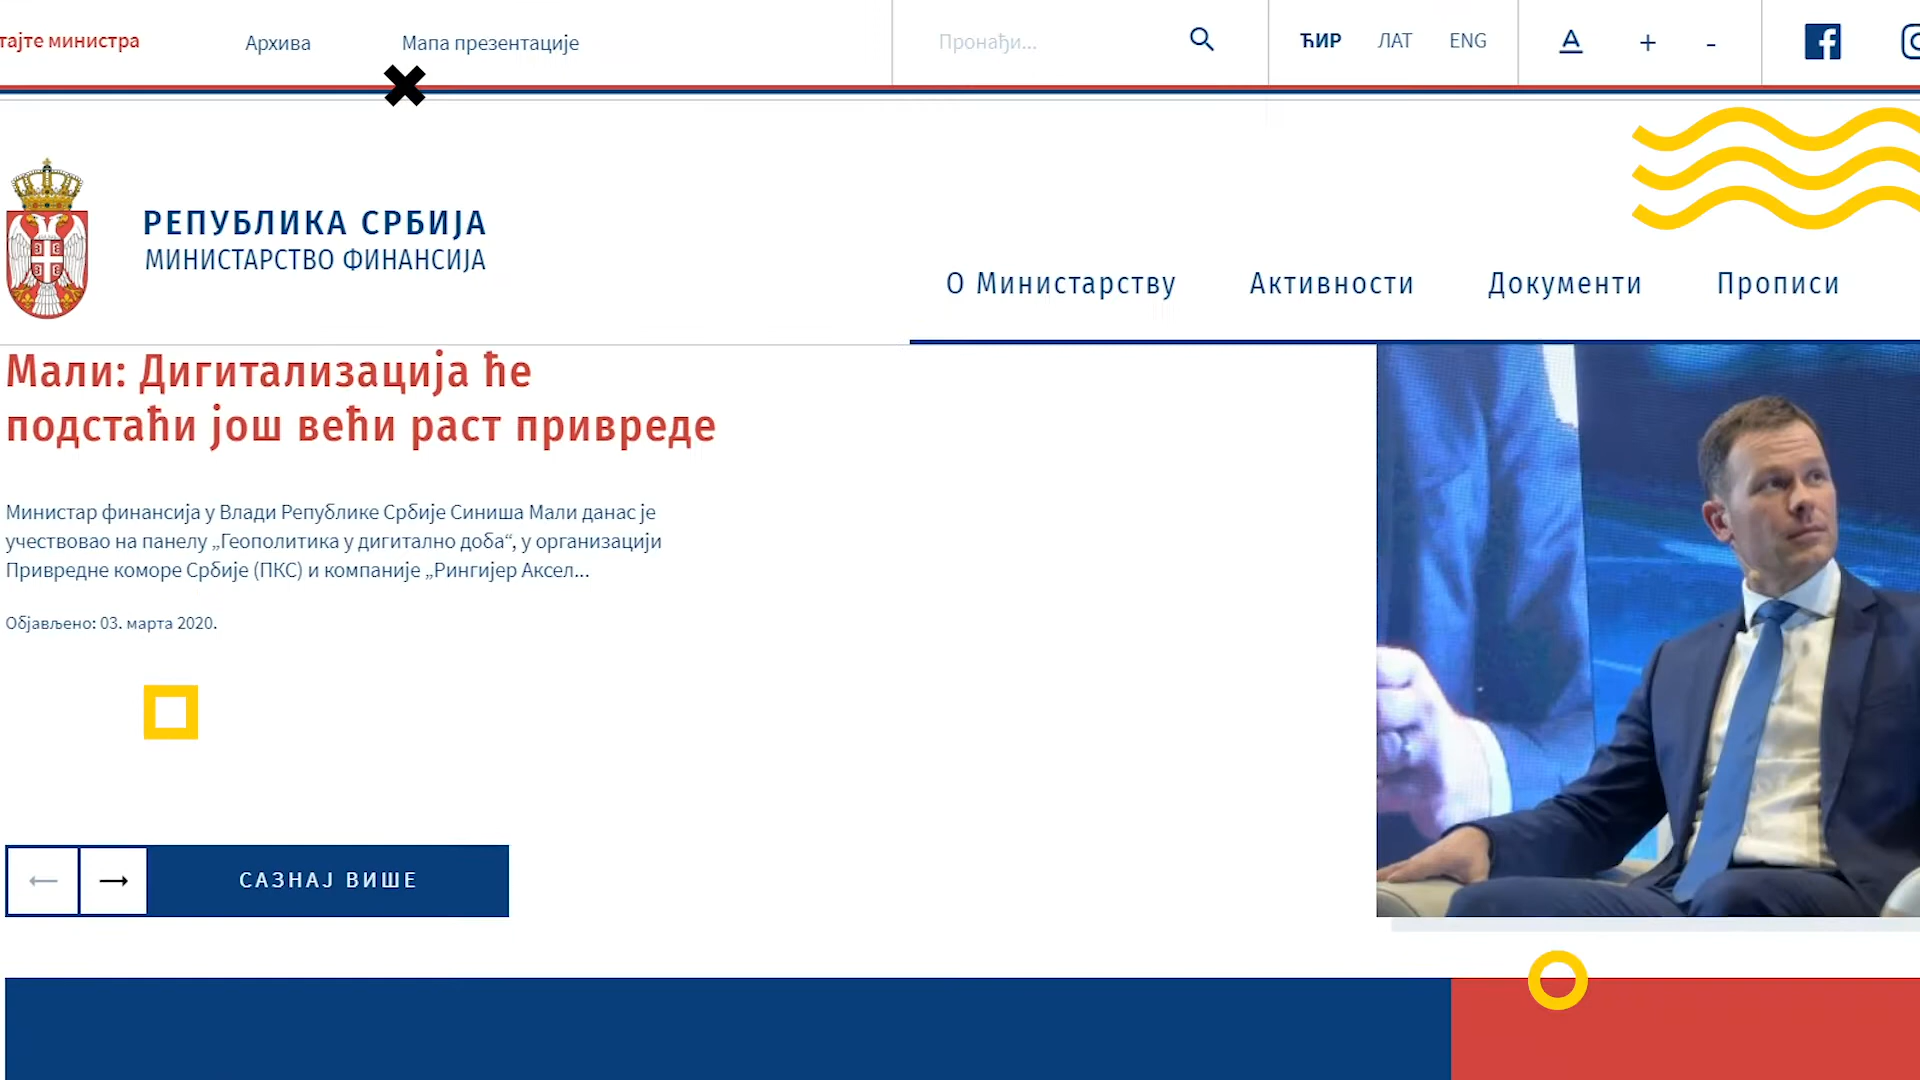 тајте министра
Архива
Мапа презентације
Пронађи...
ЋИР
ЛАТ
ENG
A
+
-
РЕПУБЛИКА СРБИЈА
МИНИСТАРСТВО ФИНАНСИЈА
О Министарству
Активности
Документи
Прописи
Мали: Дигитализација ће
подстаћи још већи раст привреде
Министар финансија у Влади Републике Србије Синиша Мали данас је
учествовао на панелу „Геополитика у дигитално доба“, у организацији
Привредне коморе Србије (ПКС) и компаније „Рингијер Аксел...
Објављено: 03. марта 2020.
САЗНАЈ ВИШЕ